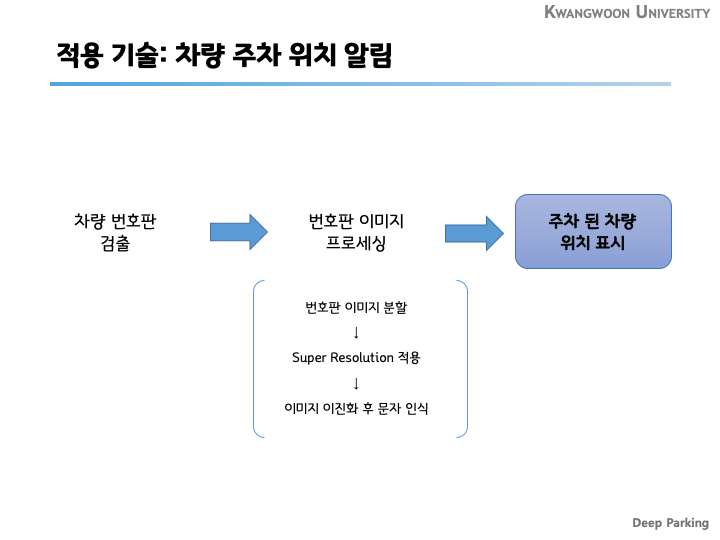 KWANGWOON UNIVERSITY
적용 기술: 차량 주차 위치 알림
차량 번호판
검출
번호판 이미지
프로세싱
주차 된 차량
위치 표시
번호판 이미지 분할
↓
Super Resolution 적용
↓
이미지 이진화 후 문자 인식
Deep Parking